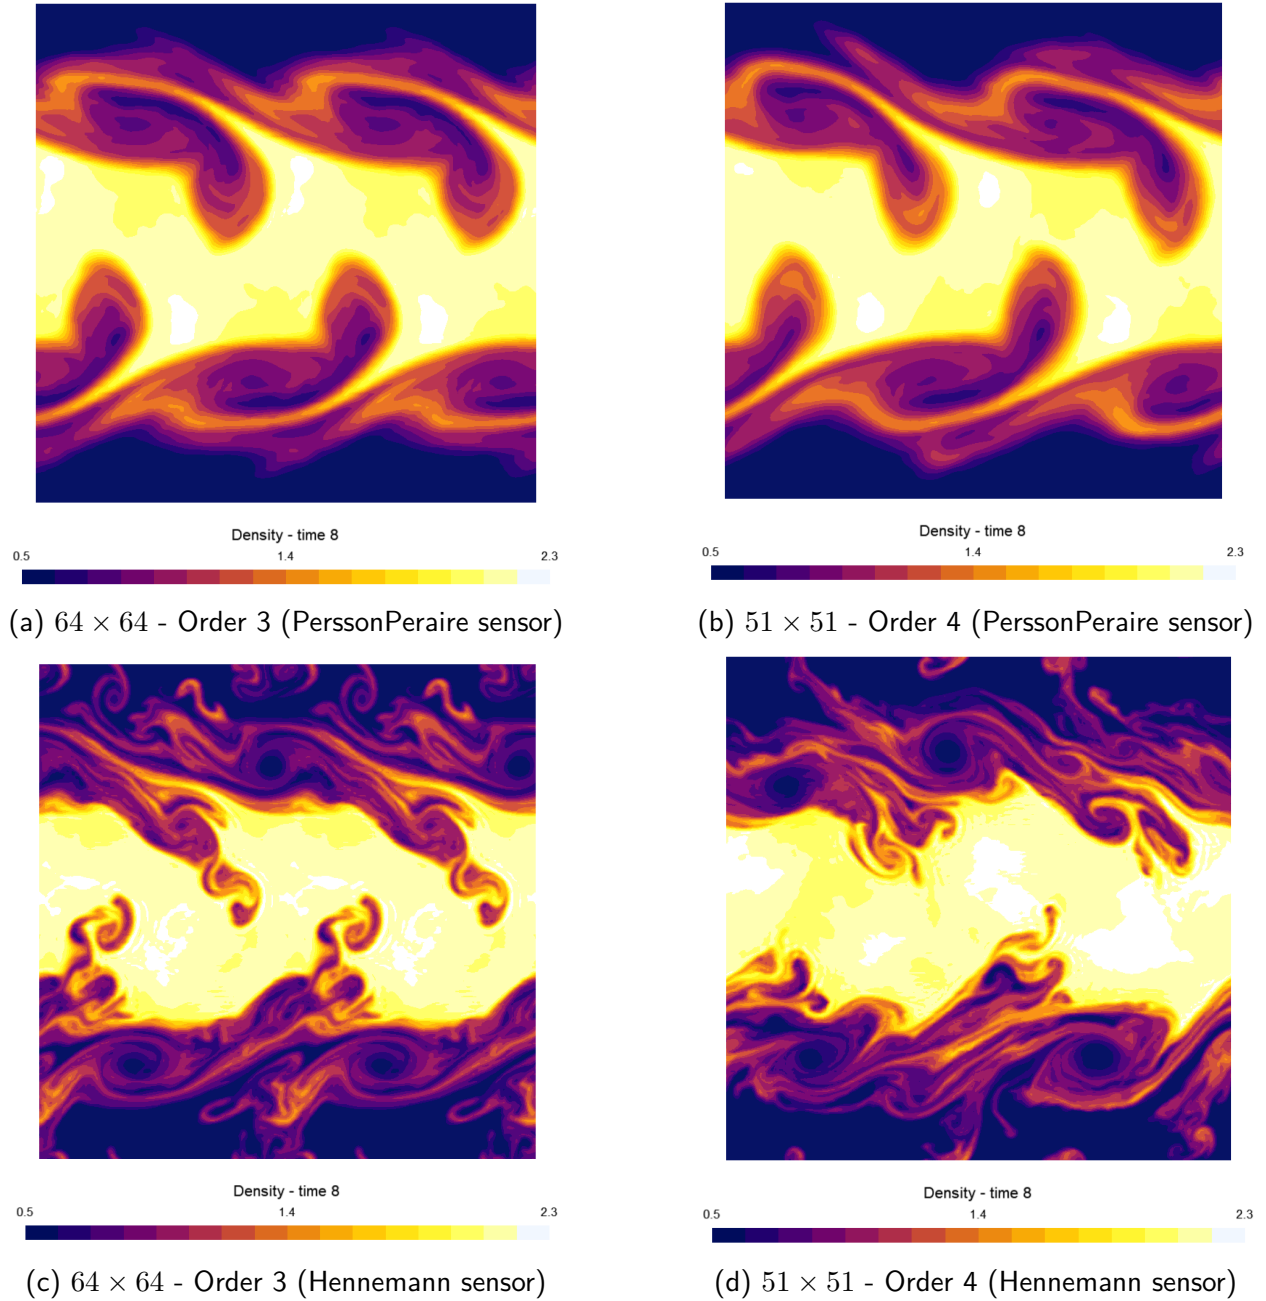 Density - time 8
0.5 1.4 2.3
(a) 64 × 64 - Order 3 (PerssonPeraire sensor)
Density - time 8
0.5 1.4 2.3
(b) 51 × 51 - Order 4 (PerssonPeraire sensor)
Density - time 8
0.5 1.4 2.3
(c) 64 × 64 - Order 3 (Hennemann sensor)
Density - time 8
0.5 1.4 2.3
(d) 51 × 51 - Order 4 (Hennemann sensor)